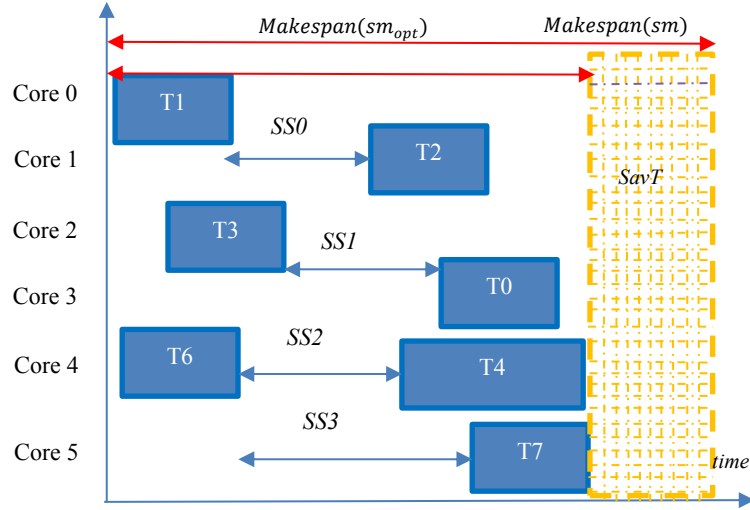 Makespan(sm_opt) Makespan(sm)
Core 0 T1
SS0
Core 1 T2
SavT
Core 2 T3
SS1
Core 3 T0
SS2
Core 4 T6 T4
SS3
Core 5 T7 time